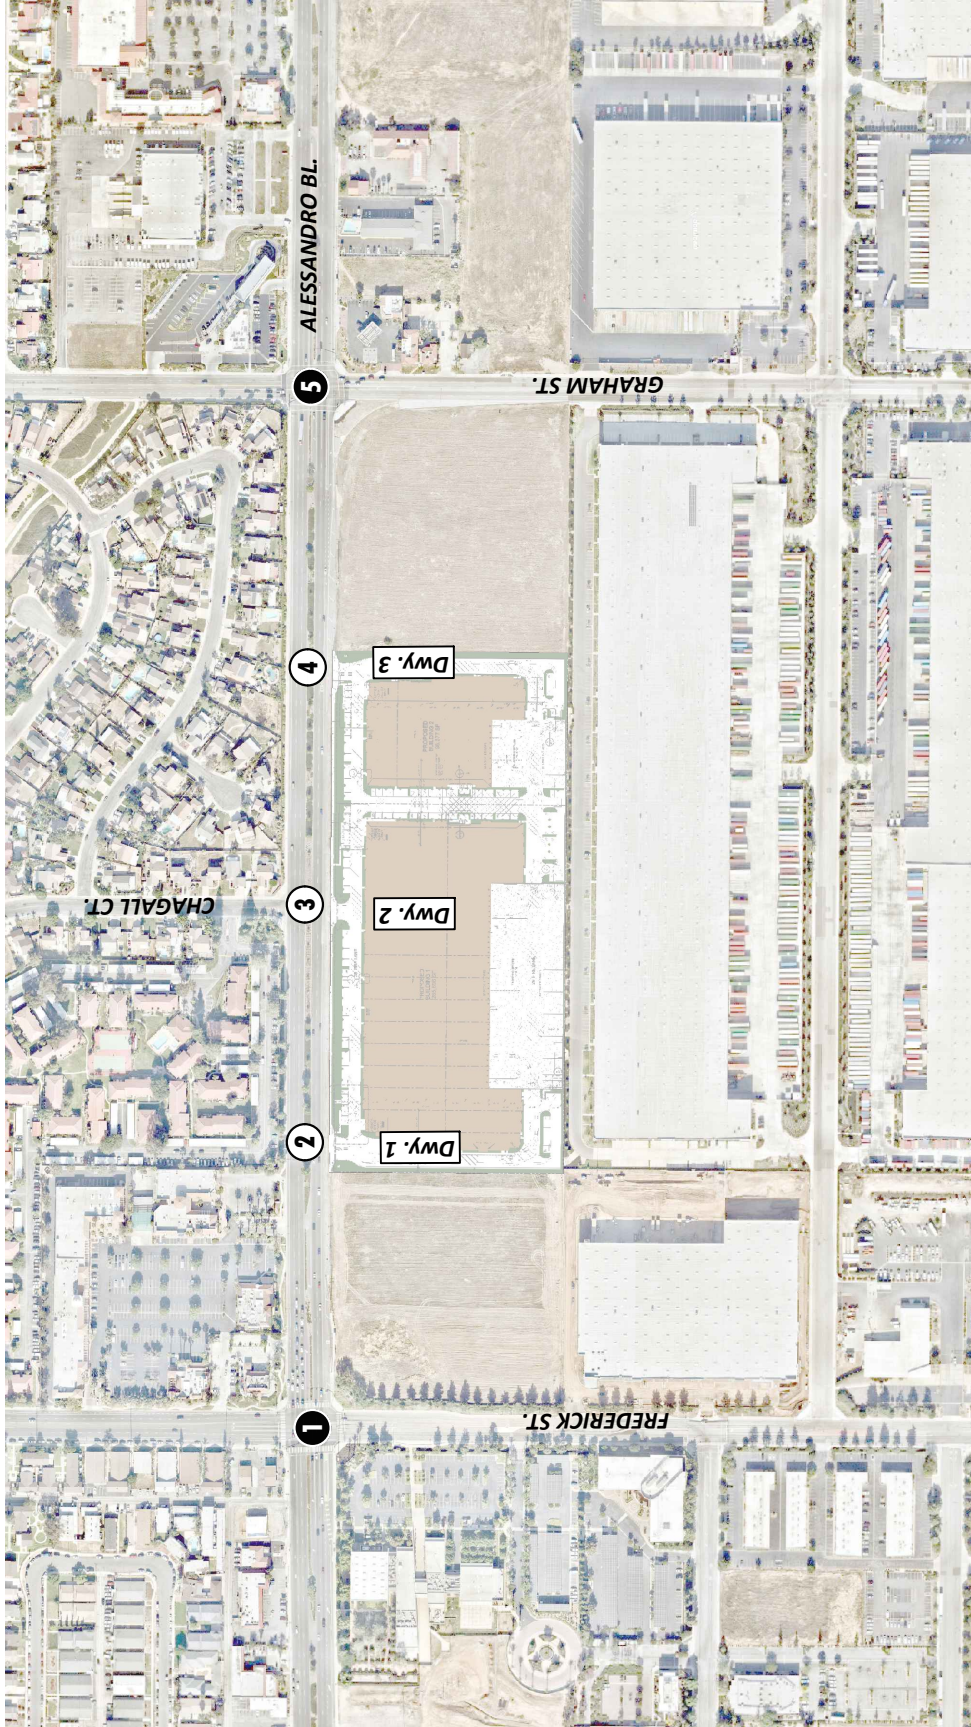 ALESSANDRO BL.
5
GRAHAM ST.
4
Dwy. 3
CHAGALL CT.
3
Dwy. 2
2
Dwy. 1
1
FREDERICK ST.